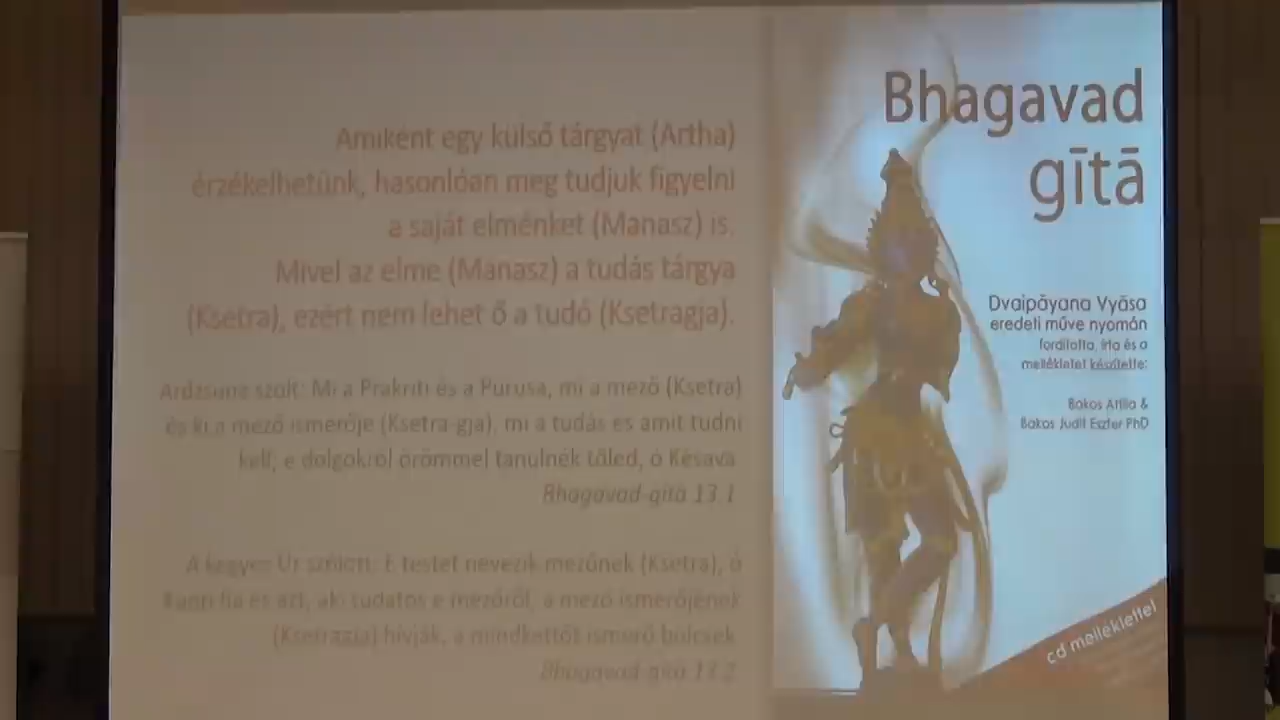 Amiként egy külső tárgyat (Artha)
érzékelhetünk, hasonlóan meg tudjuk figyelni
a saját elménket (Manasz) is.
Mivel az elme (Manasz) a tudás tárgya
(Ksetra), ezért nem lehet ő a tudó (Ksetragja).
Ardzsuna szólt: Mi a Prakriti és a Purusa, mi a mező (Ksetra)
és ki a mező ismerője (Ksetra-gja), mi a tudás és amit tudni
kell, e dolgokról örömmel tanulnék tőled, ó Késava
Bhagavad-gítá 13.1
A kegyes Úr szólott: E testet nevezik mezőnek (Ksetra), ó
Kunti fia és azt, aki tudatos e mezőről, a mező ismerőjének
(Ksetragja) hívják, a mindkettőt ismerő bölcsek
Bhagavad-gítá 13.2
Bhagavad
gītā
Dvaipāyana Vyāsa
eredeti műve nyomán
fordította, írta és a
mellékletet készítette:
Bakos Attila &
Bakos Judit Eszter PhD
cd melléklettel